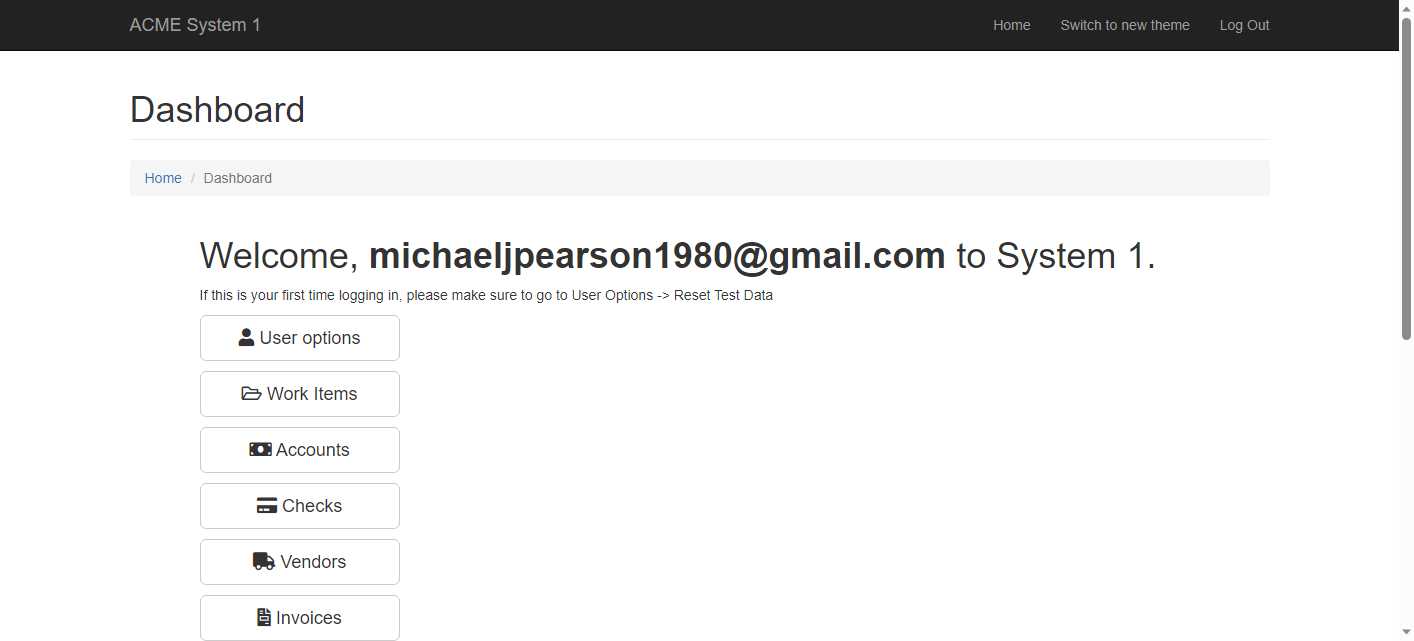 ACME System 1
Home
Switch to new theme
Log Out
Dashboard
Home / Dashboard
Welcome, michaeljpearson1980@gmail.com to System 1.
If this is your first time logging in, please make sure to go to User Options -> Reset Test Data
User options
Work Items
Accounts
Checks
Vendors
Invoices